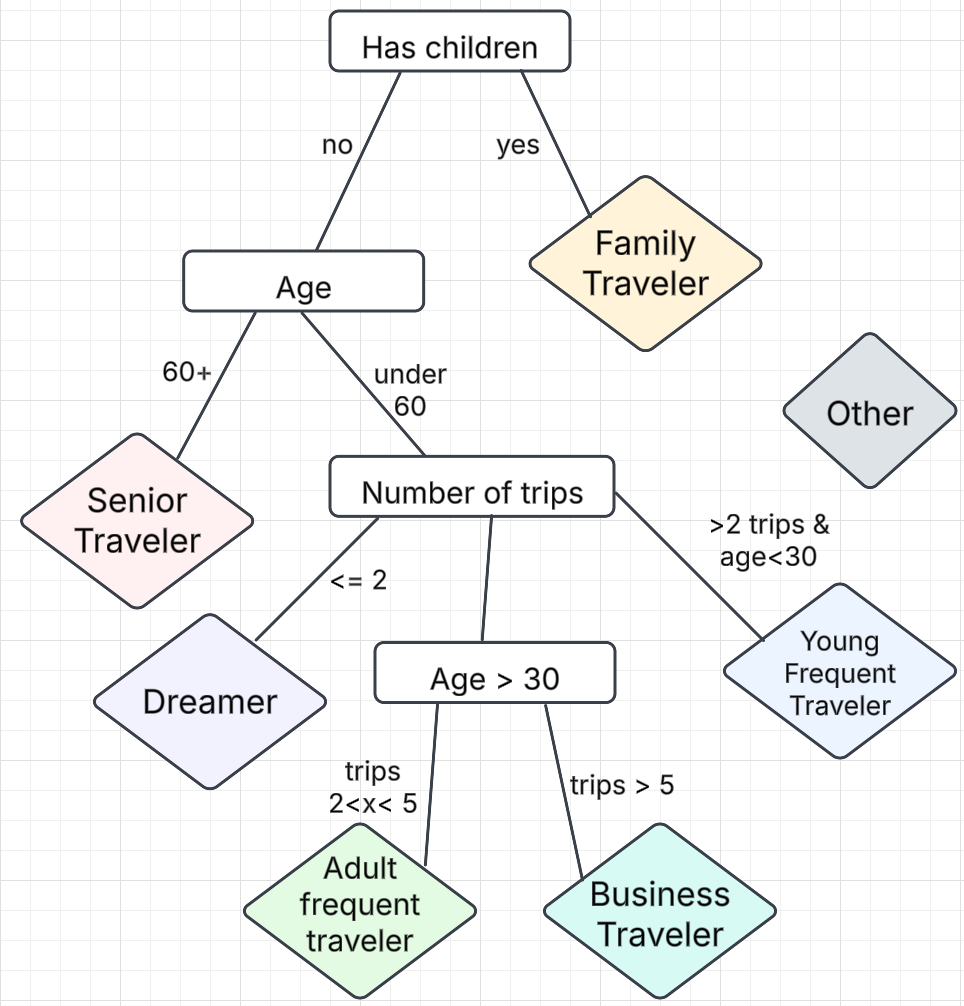 Has children
no
yes
Family
Traveler
Age
60+
under
60
Other
Senior
Traveler
Number of trips
>2 trips &
age<30
<= 2
Young
Frequent
Traveler
Dreamer
Age > 30
trips
2<x< 5
trips > 5
Adult
frequent
traveler
Business
Traveler